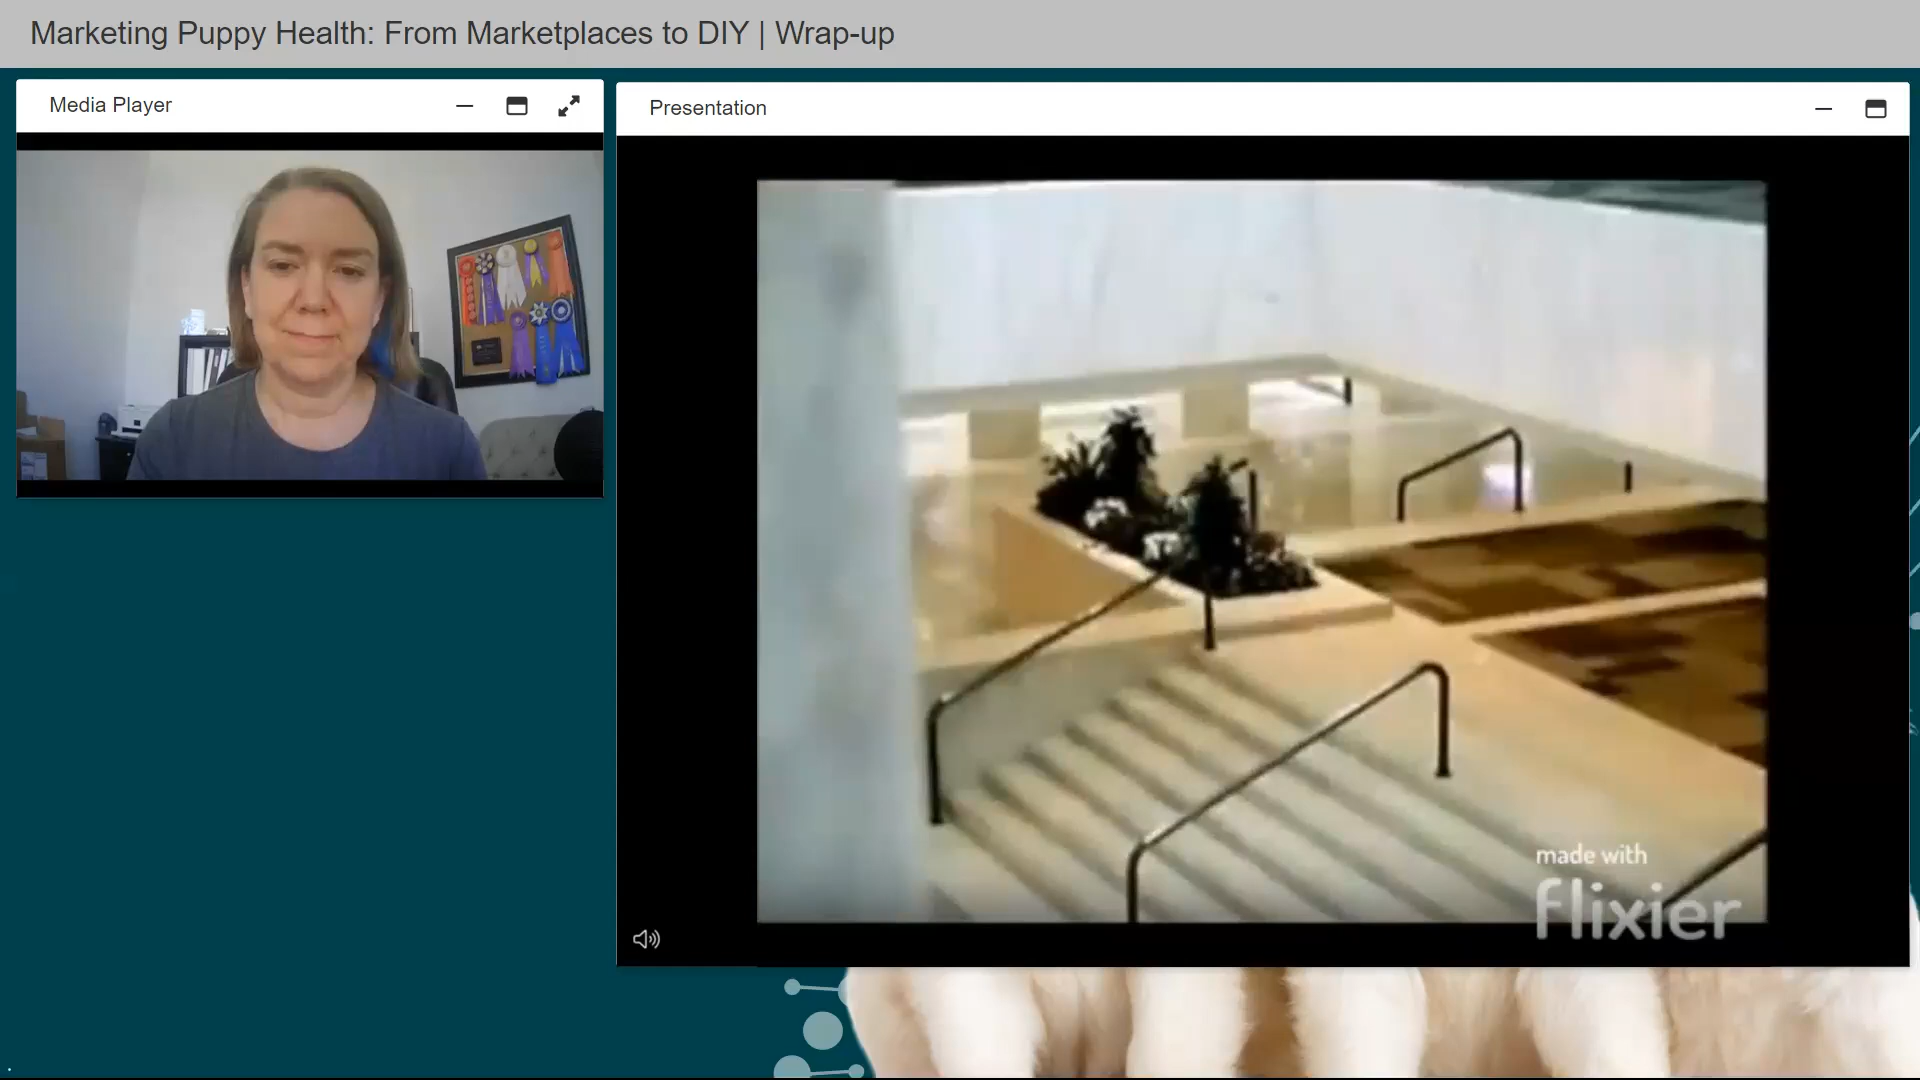 Marketing Puppy Health: From Marketplaces to DIY | Wrap-up
Media Player
Presentation
made with
flixier